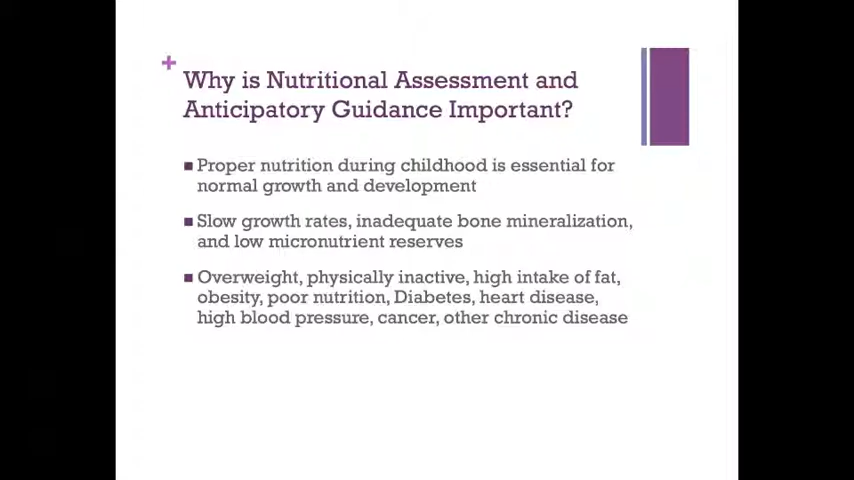 +
Why is Nutritional Assessment and
Anticipatory Guidance Important?
■ Proper nutrition during childhood is essential for
normal growth and development
■ Slow growth rates, inadequate bone mineralization,
and low micronutrient reserves
■ Overweight, physically inactive, high intake of fat,
obesity, poor nutrition, Diabetes, heart disease,
high blood pressure, cancer, other chronic disease